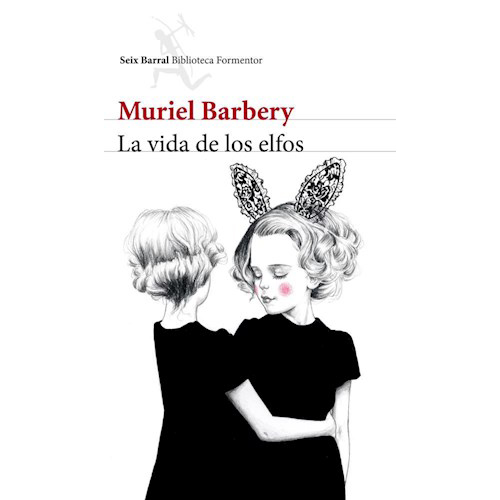 Seix Barral Biblioteca Formentor
Muriel Barbery
La vida de los elfos